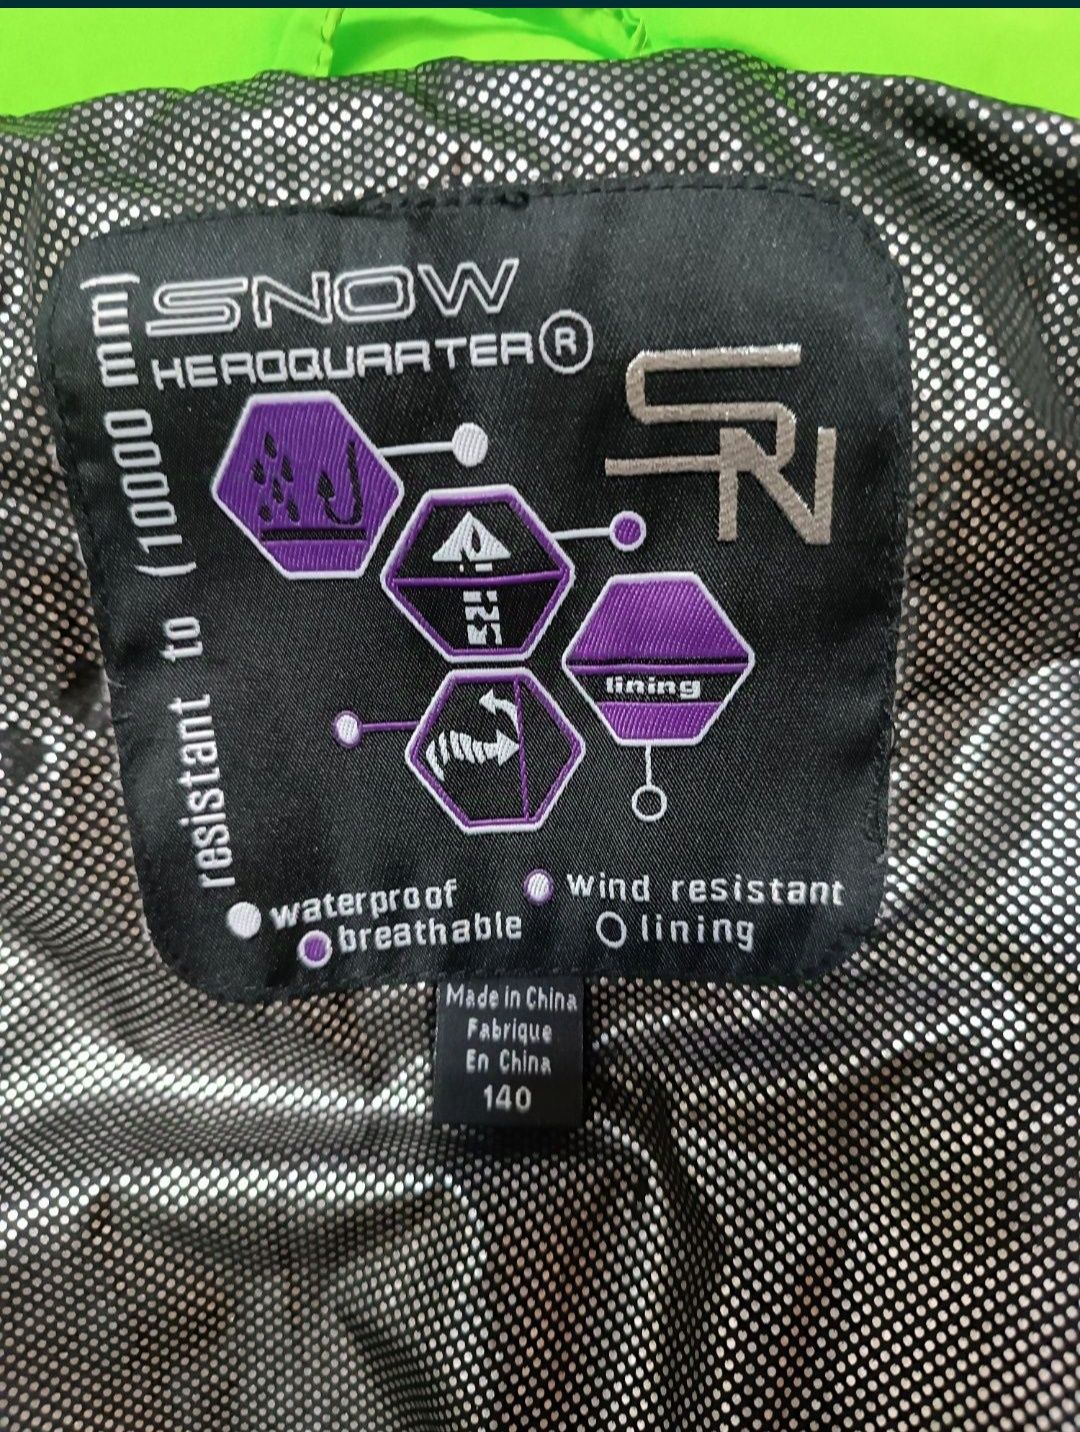 SNOW
HEADQUARTER®
SN
resistant to (10000 mm)
lining
waterproof
breathable
wind resistant
lining
Made in China
Fabrique
En China
140